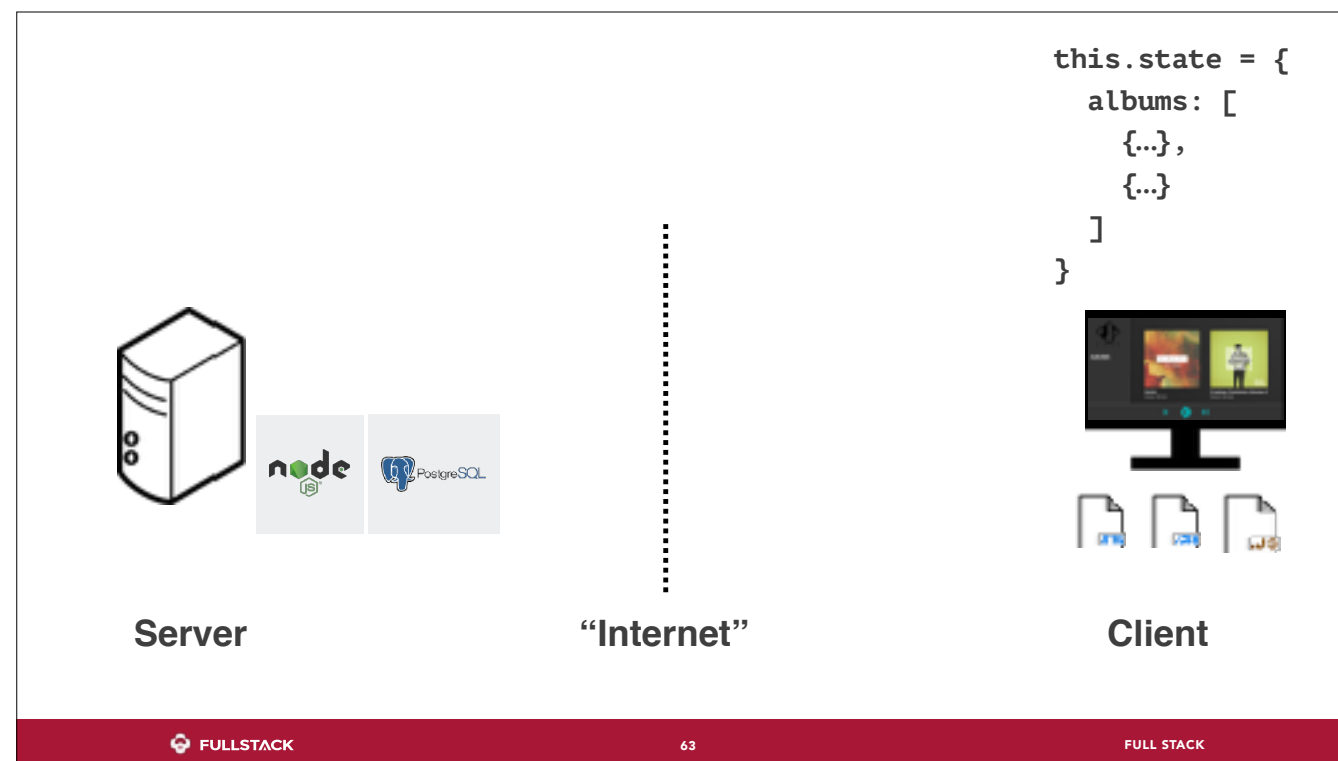 this.state = {
albums: [
{…},
{…}
]
}
node
JS
PostgreSQL
Server
“Internet”
Client
FULLSTACK
63
FULL STACK